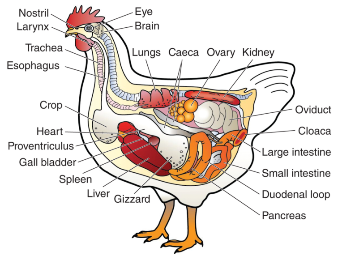 Nostril
Eye
Larynx
Brain
Trachea
Lungs Caeca Ovary Kidney
Esophagus
Crop
Oviduct
Heart
Cloaca
Proventriculus
Large intestine
Gall bladder
Small intestine
Spleen
Liver
Gizzard
Duodenal loop
Pancreas